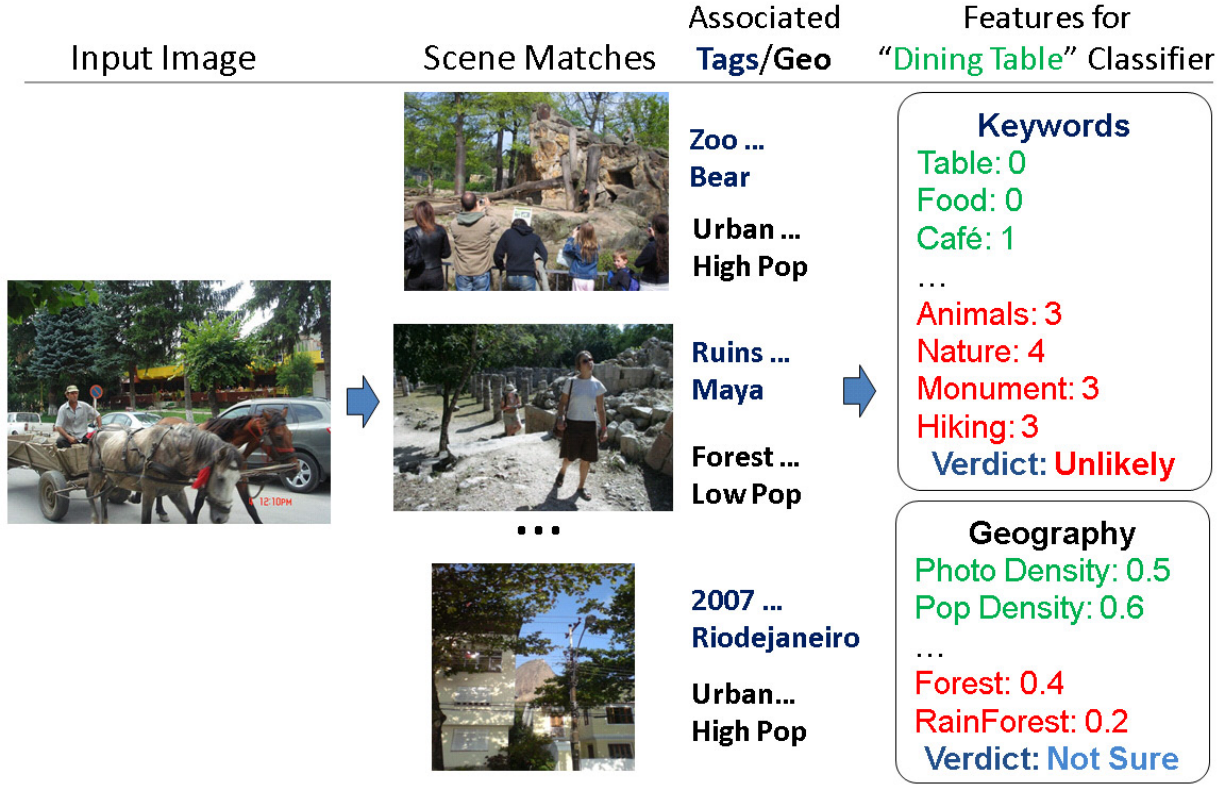 Input Image
Scene Matches
Associated
Tags/Geo
Features for
“Dining Table” Classifier
Zoo ...
Bear
Urban ...
High Pop
Ruins ...
Maya
Forest ...
Low Pop
...
2007 ...
Riodejaneiro
Urban...
High Pop
12:10PM
Keywords
Table: 0
Food: 0
Café: 1
...
Animals: 3
Nature: 4
Monument: 3
Hiking: 3
Verdict: Unlikely
Geography
Photo Density: 0.5
Pop Density: 0.6
...
Forest: 0.4
RainForest: 0.2
Verdict: Not Sure